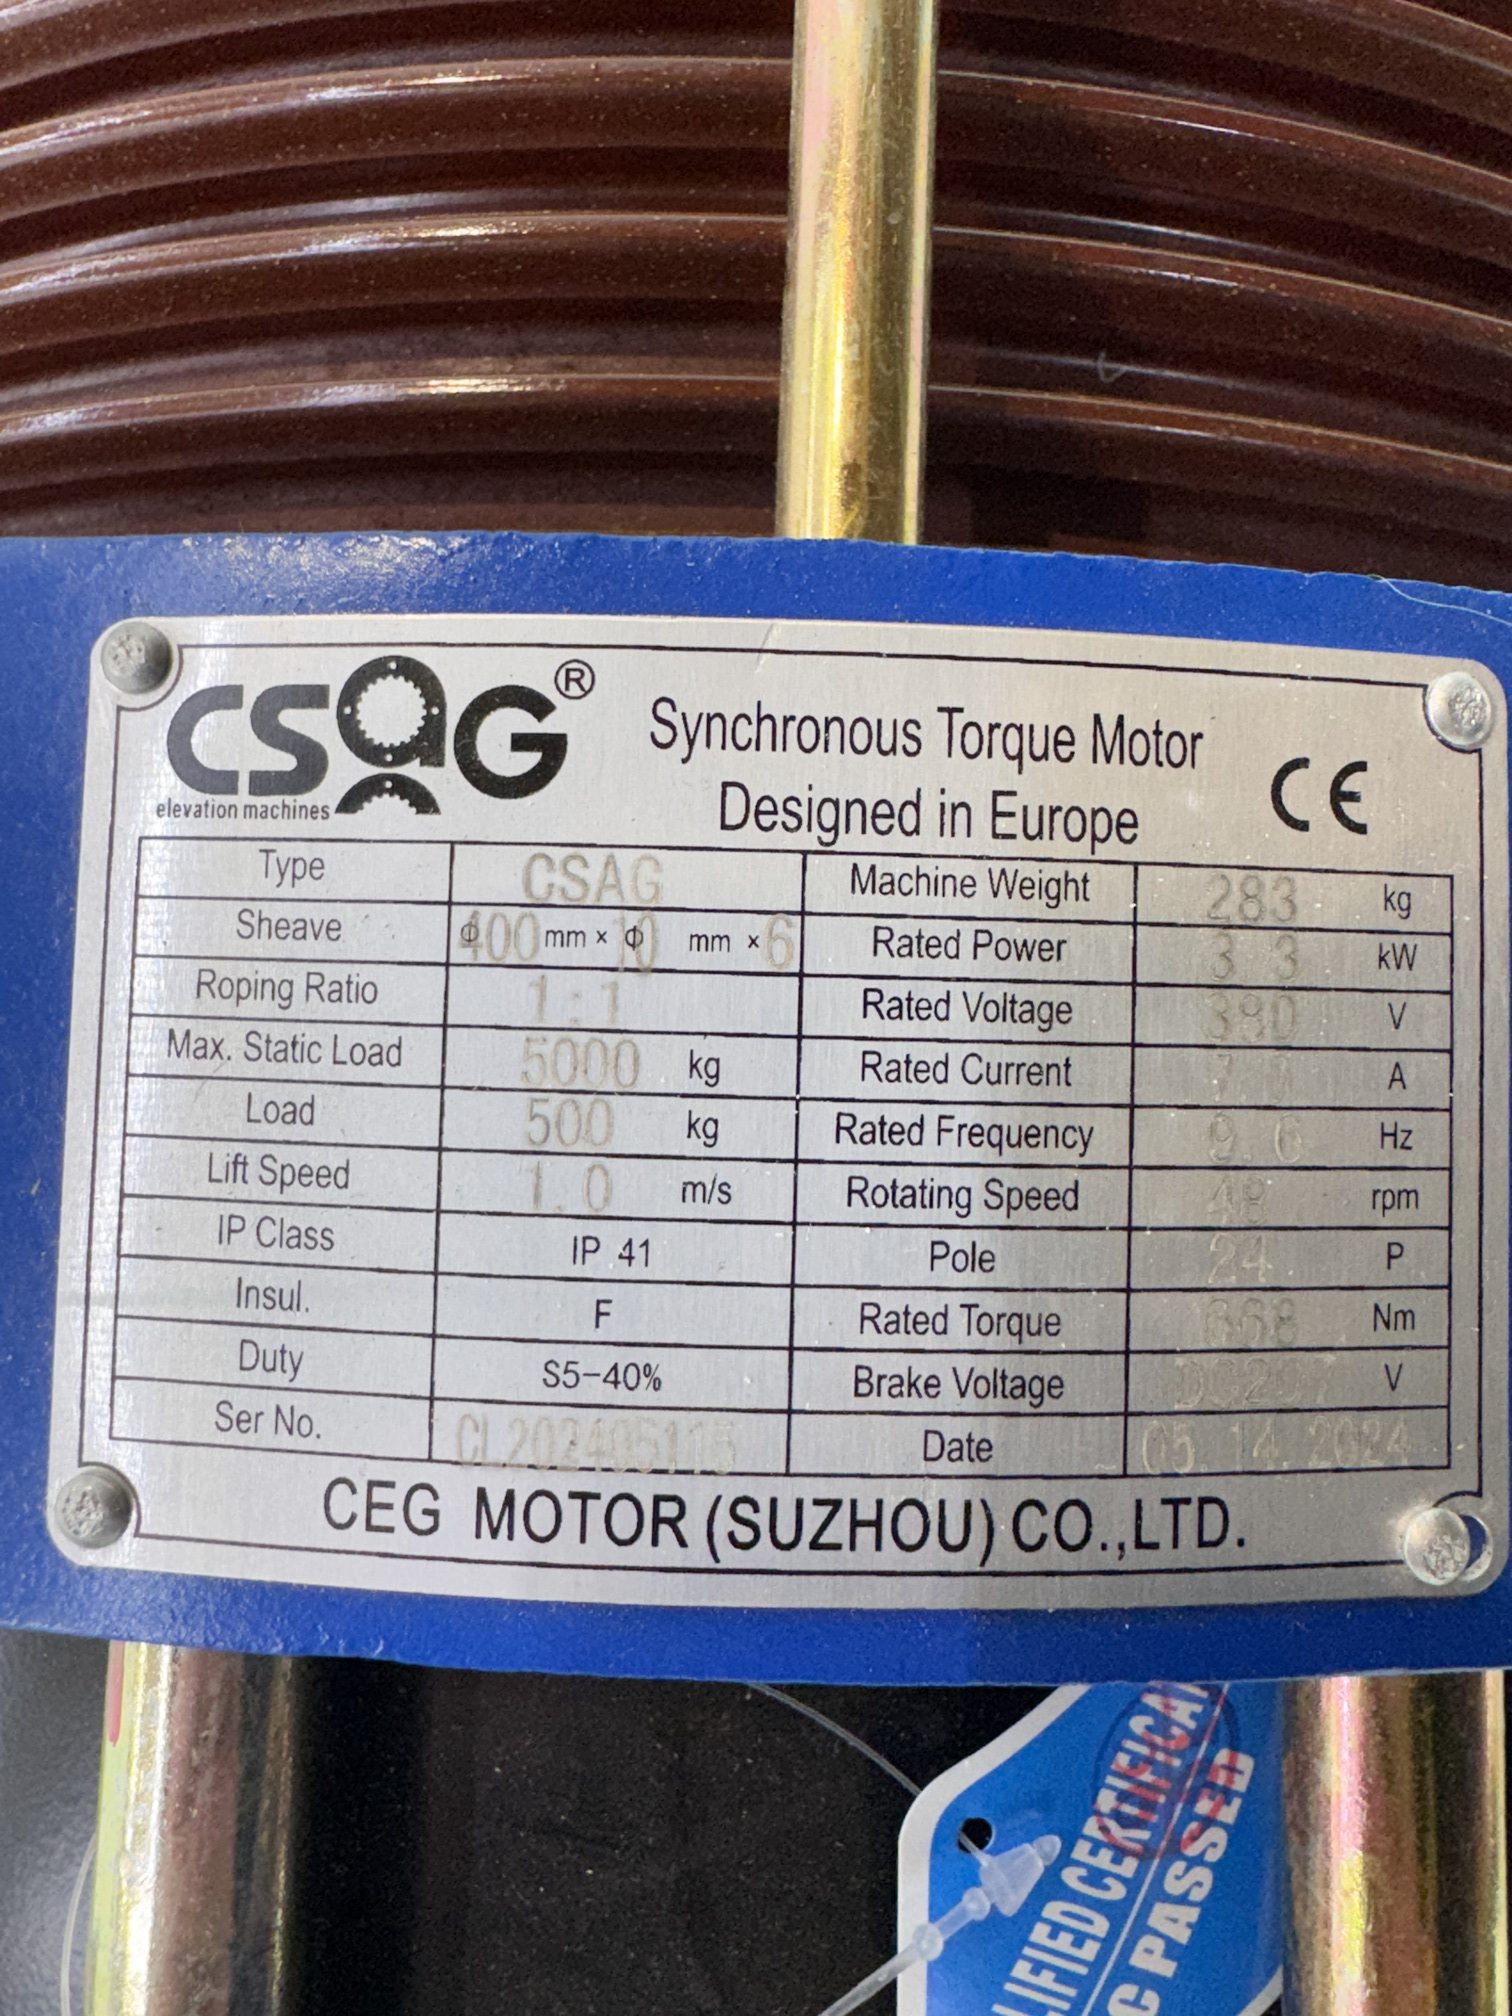 CSAG®
elevation machines
Synchronous Torque Motor
Designed in Europe
CE
Type CSAG Machine Weight 283 kg
Sheave Φ400 mm × Φ10 mm × 6 Rated Power 3.3 kW
Roping Ratio 1:1 Rated Voltage 380 V
Max. Static Load 5000 kg Rated Current A
Load 500 kg Rated Frequency 9.6 Hz
Lift Speed 1.0 m/s Rotating Speed 48 rpm
IP Class IP 41 Pole 24 P
Insul. F Rated Torque 668 Nm
Duty S5-40% Brake Voltage V
Ser No. CL202405115 Date 05.14.2024
CEG MOTOR (SUZHOU) CO.,LTD.
PASSED